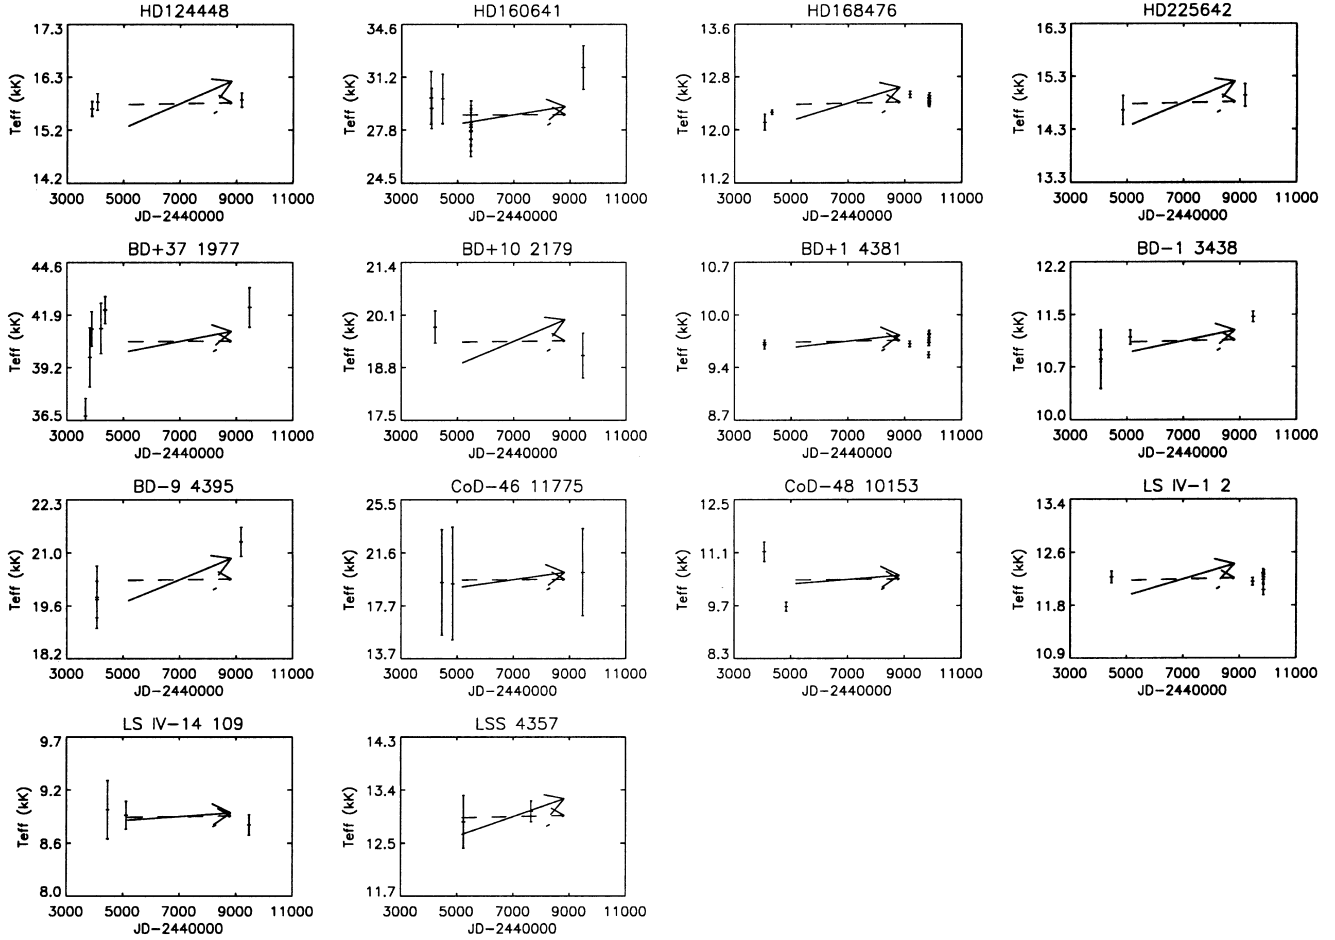 HD124448
HD160641
HD168476
HD225642
17.3
16.3
15.2
14.2
Teff (kK)
3000 5000 7000 9000 11000
JD−2440000
34.6
31.2
27.8
24.5
Teff (kK)
3000 5000 7000 9000 11000
JD−2440000
13.6
12.8
12.0
11.2
Teff (kK)
3000 5000 7000 9000 11000
JD−2440000
16.3
15.3
14.3
13.3
Teff (kK)
3000 5000 7000 9000 11000
JD−2440000
BD+37 1977
BD+10 2179
BD+1 4381
BD−1 3438
44.6
41.9
39.2
36.5
Teff (kK)
3000 5000 7000 9000 11000
JD−2440000
21.4
20.1
18.8
17.5
Teff (kK)
3000 5000 7000 9000 11000
JD−2440000
10.7
10.0
9.4
8.7
Teff (kK)
3000 5000 7000 9000 11000
JD−2440000
12.2
11.5
10.7
10.0
Teff (kK)
3000 5000 7000 9000 11000
JD−2440000
BD−9 4395
CoD−46 11775
CoD−48 10153
LS IV−1 2
22.3
21.0
19.6
18.2
Teff (kK)
3000 5000 7000 9000 11000
JD−2440000
25.5
21.6
17.7
13.7
Teff (kK)
3000 5000 7000 9000 11000
JD−2440000
12.5
11.1
9.7
8.3
Teff (kK)
3000 5000 7000 9000 11000
JD−2440000
13.4
12.6
11.8
10.9
Teff (kK)
3000 5000 7000 9000 11000
JD−2440000
LS IV−14 109
LSS 4357
9.7
9.2
8.6
8.0
Teff (kK)
3000 5000 7000 9000 11000
JD−2440000
14.3
13.4
12.5
11.7
Teff (kK)
3000 5000 7000 9000 11000
JD−2440000